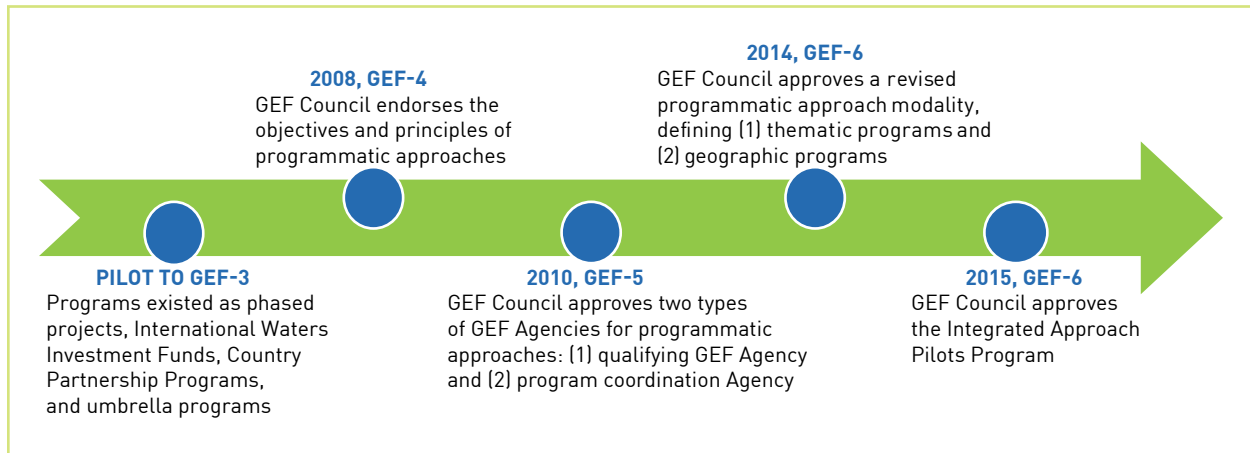 PILOT TO GEF-3
Programs existed as phased
projects, International Waters
Investment Funds, Country
Partnership Programs,
and umbrella programs
2008, GEF-4
GEF Council endorses the
objectives and principles of
programmatic approaches
2010, GEF-5
GEF Council approves two types
of GEF Agencies for programmatic
approaches: (1) qualifying GEF Agency
and (2) program coordination Agency
2014, GEF-6
GEF Council approves a revised
programmatic approach modality,
defining (1) thematic programs and
(2) geographic programs
2015, GEF-6
GEF Council approves
the Integrated Approach
Pilots Program